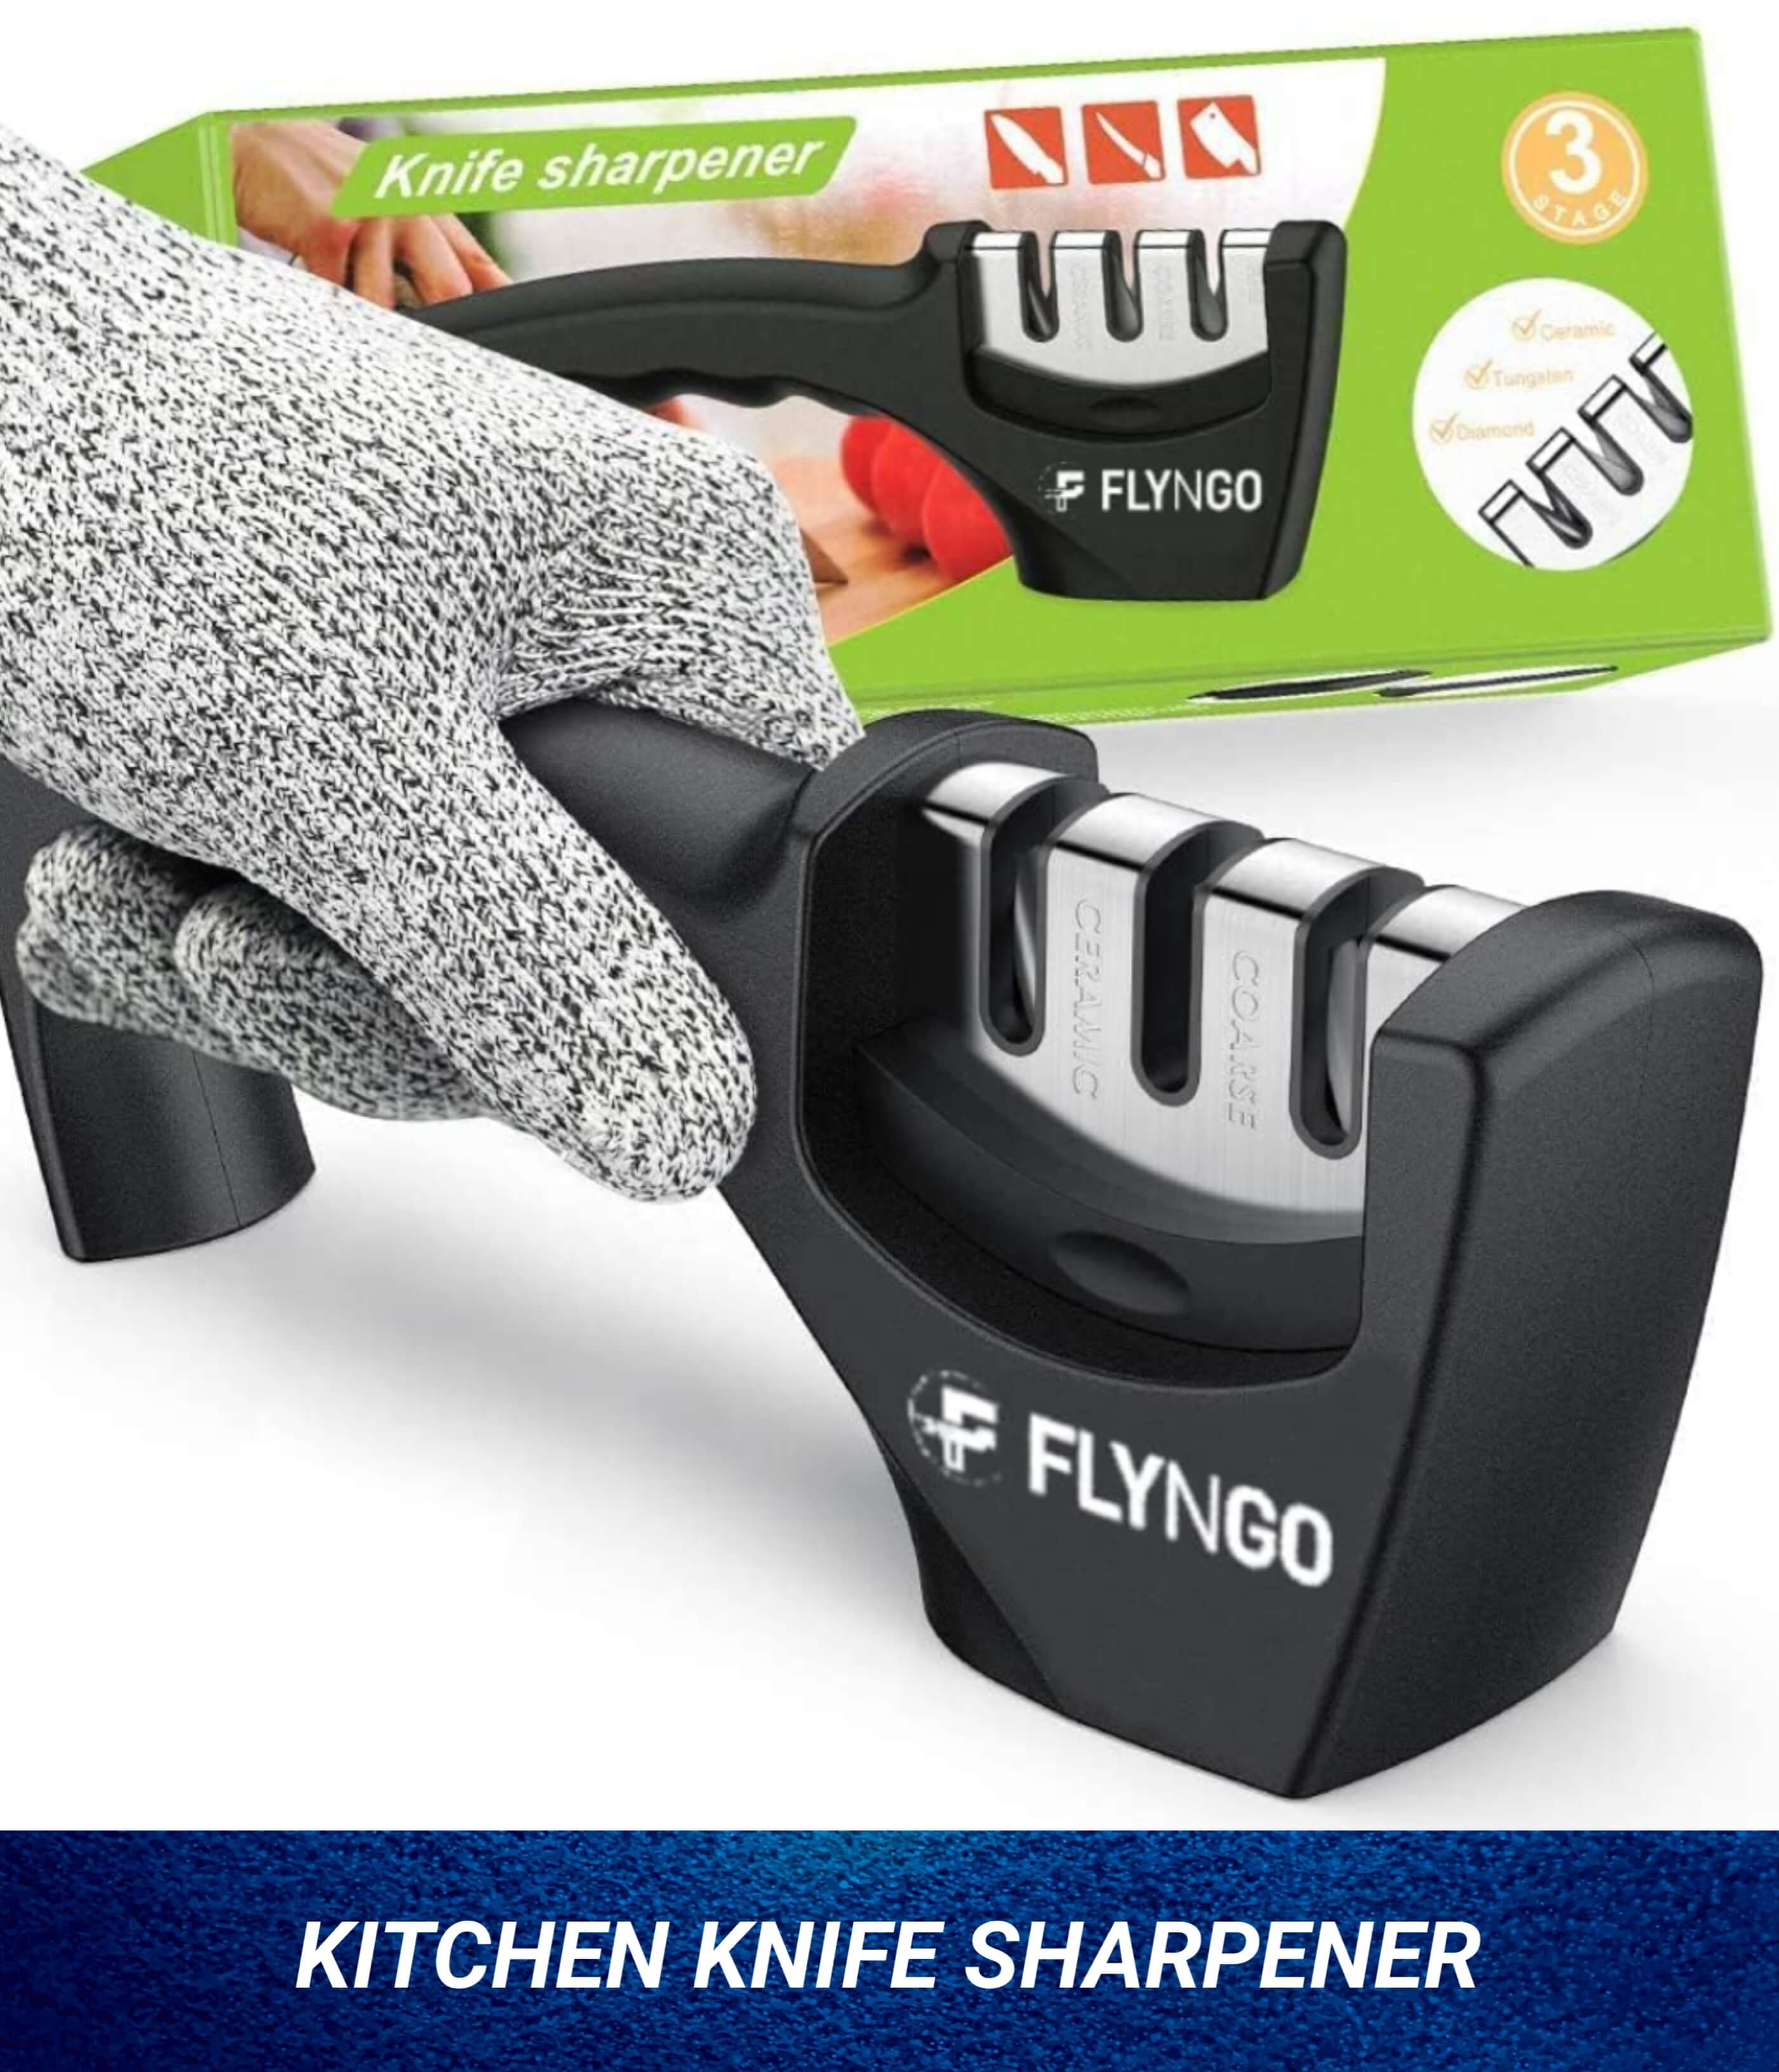 Knife sharpener
3
STAGE
Ceramic
Tungsten
Diamond
FLYNGO
CERAMIC
COARSE
FLYNGO
KITCHEN KNIFE SHARPENER